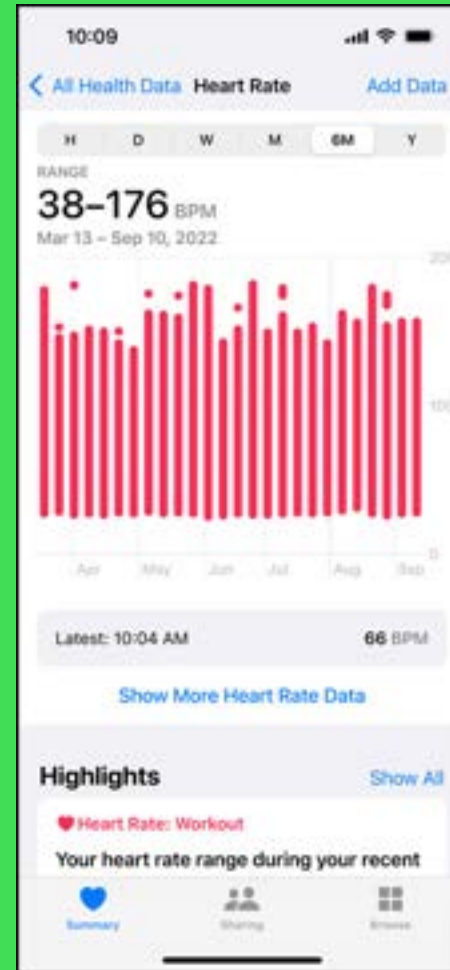 10:09
All Health Data Heart Rate Add Data
H D W M 6M Y
RANGE
38–176 BPM
Mar 13 – Sep 10, 2022
200
100
0
Apr May Jun Jul Aug Sep
Latest: 10:04 AM 66 BPM
Show More Heart Rate Data
Highlights Show All
Heart Rate: Workout
Your heart rate range during your recent
Summary Sharing Browse